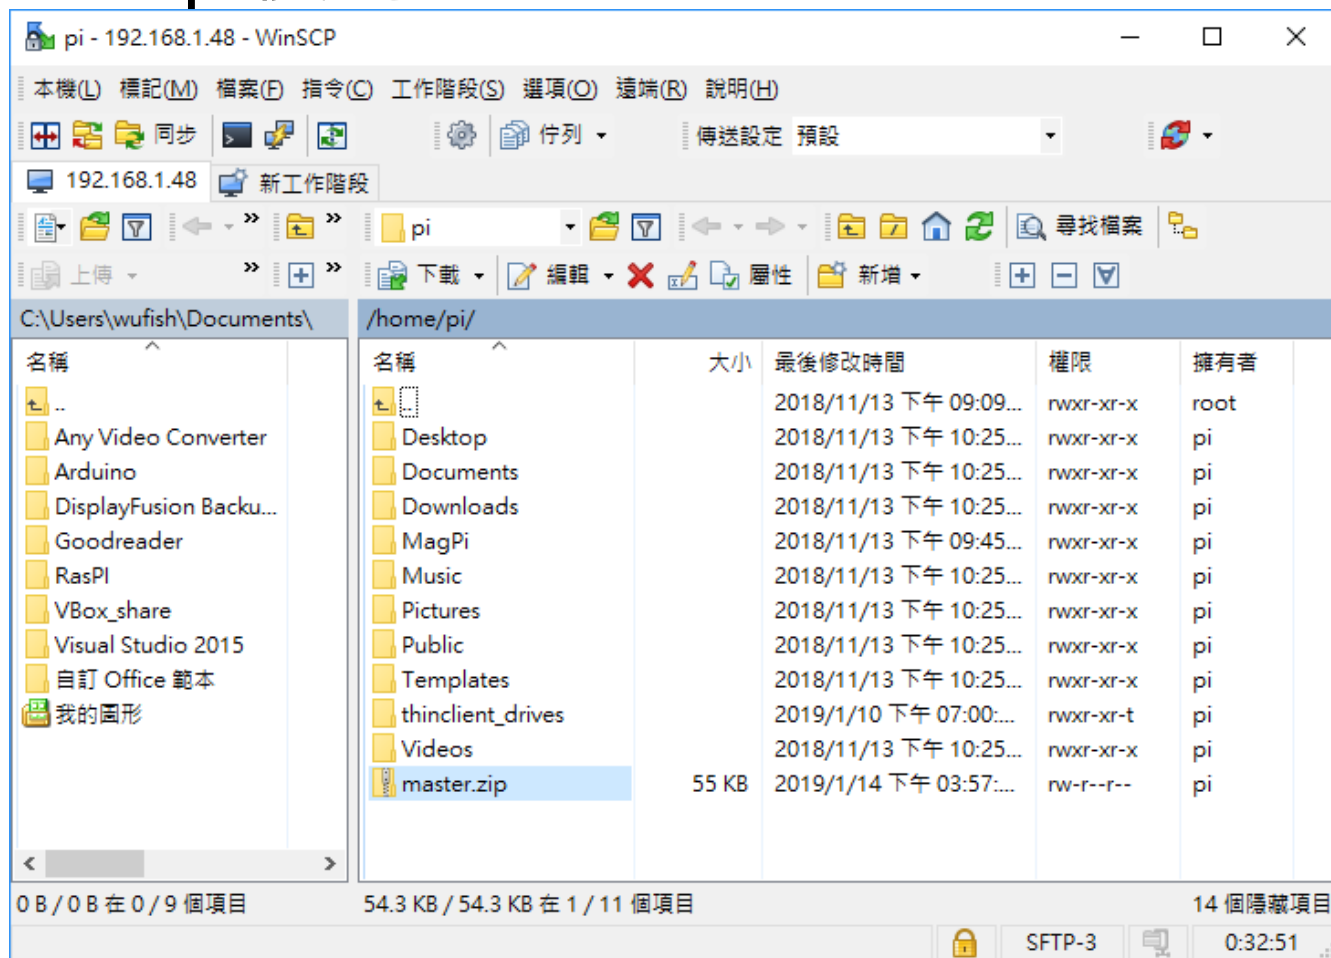 pi - 192.168.1.48 - WinSCP
本機(L) 標記(M) 檔案(F) 指令(C) 工作階段(S) 選項(O) 遠端(R) 說明(H)
同步 佇列 傳送設定 預設
192.168.1.48 新工作階段
pi 尋找檔案
上傳 下載 編輯 屬性 新增
C:\Users\wufish\Documents\ /home/pi/
名稱 名稱 大小 最後修改時間 權限 擁有者
.. .. 2018/11/13 下午 09:09... rwxr-xr-x root
Any Video Converter Desktop 2018/11/13 下午 10:25... rwxr-xr-x pi
Arduino Documents 2018/11/13 下午 10:25... rwxr-xr-x pi
DisplayFusion Backu... Downloads 2018/11/13 下午 10:25... rwxr-xr-x pi
Goodreader MagPi 2018/11/13 下午 09:45... rwxr-xr-x pi
RasPI Music 2018/11/13 下午 10:25... rwxr-xr-x pi
VBox_share Pictures 2018/11/13 下午 10:25... rwxr-xr-x pi
Visual Studio 2015 Public 2018/11/13 下午 10:25... rwxr-xr-x pi
自訂 Office 範本 Templates 2018/11/13 下午 10:25... rwxr-xr-x pi
我的圖形 thinclient_drives 2019/1/10 下午 07:00:... rwxr-xr-t pi
Videos 2018/11/13 下午 10:25... rwxr-xr-x pi
master.zip 55 KB 2019/1/14 下午 03:57:... rw-r--r-- pi
0 B / 0 B 在 0 / 9 個項目 54.3 KB / 54.3 KB 在 1 / 11 個項目 14 個隱藏項目
SFTP-3 0:32:51